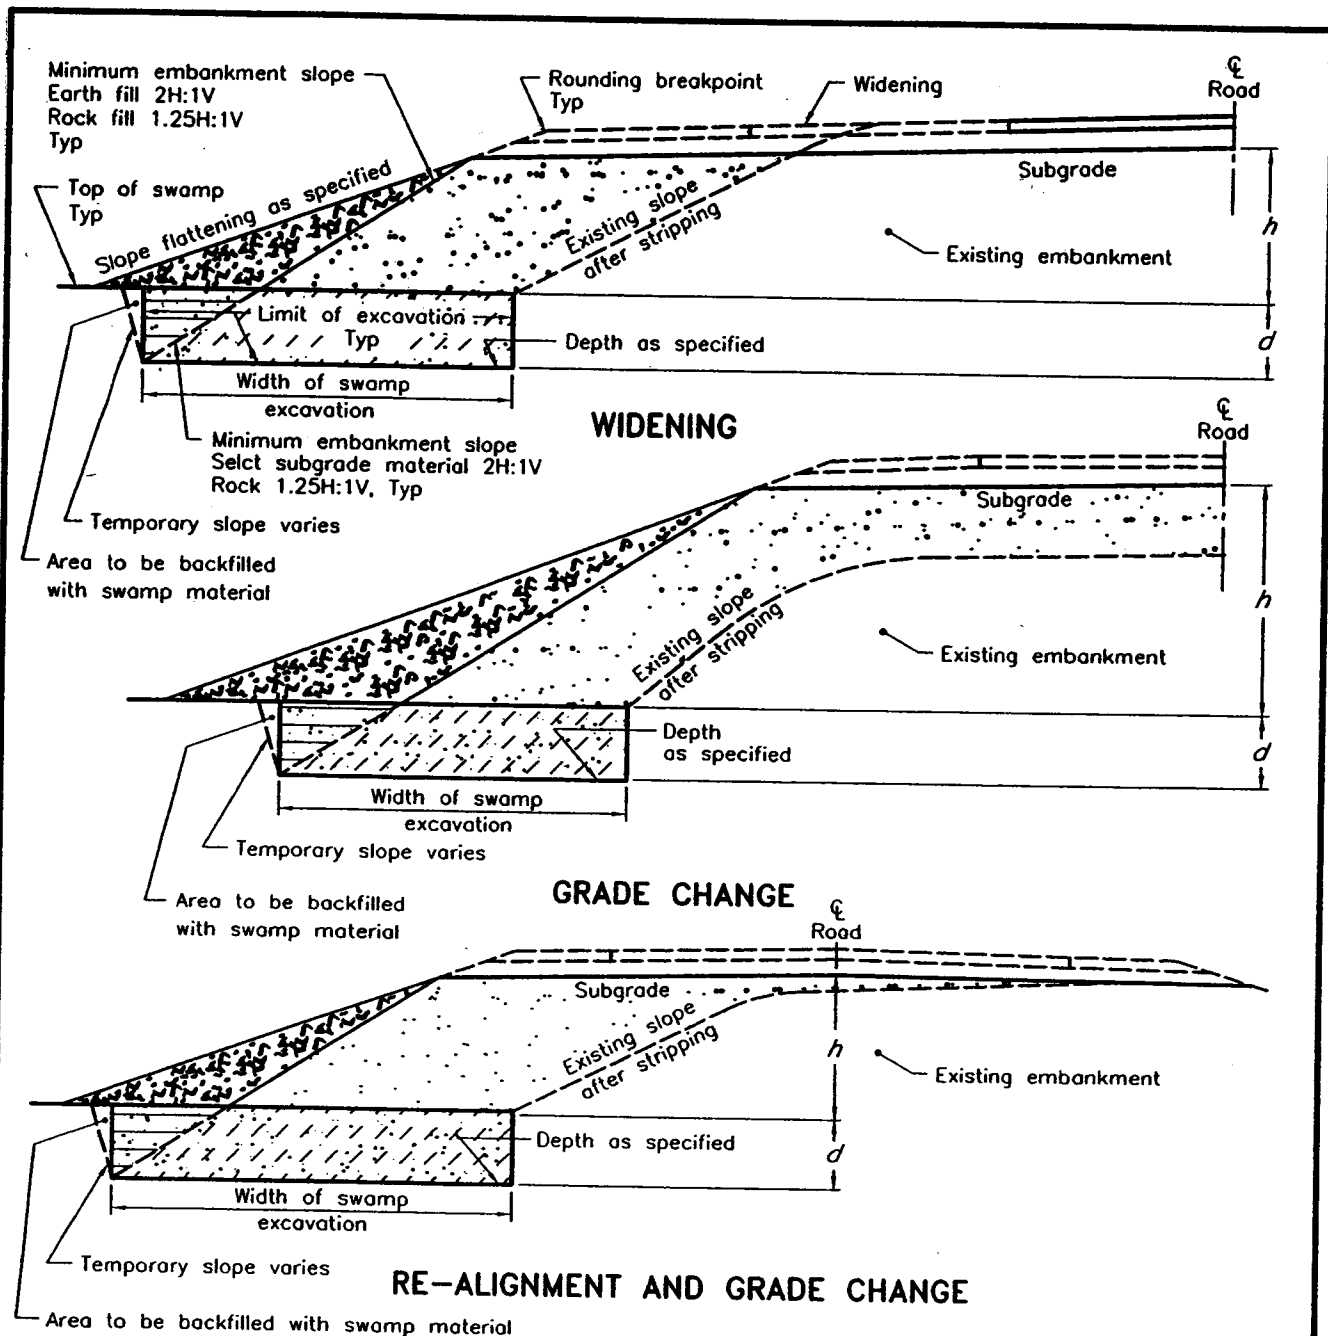 Minimum embankment slope
Earth fill 2H:1V
Rock fill 1.25H:1V
Typ
Rounding breakpoint
Typ
Widening
℄
Road
Top of swamp
Typ
Slope flattening as specified
Subgrade
Existing slope
after stripping
Existing embankment
h
Limit of excavation
Typ
Depth as specified
d
Width of swamp
excavation
WIDENING
Minimum embankment slope
Selct subgrade material 2H:1V
Rock 1.25H:1V, Typ
Temporary slope varies
Area to be backfilled
with swamp material
℄
Road
Subgrade
Existing slope
after stripping
Existing embankment
h
Depth
as specified
d
Width of swamp
excavation
Temporary slope varies
Area to be backfilled
with swamp material
GRADE CHANGE
℄
Road
Subgrade
Existing slope
after stripping
h
Existing embankment
Depth as specified
d
Width of swamp
excavation
Temporary slope varies
RE-ALIGNMENT AND GRADE CHANGE
Area to be backfilled with swamp material